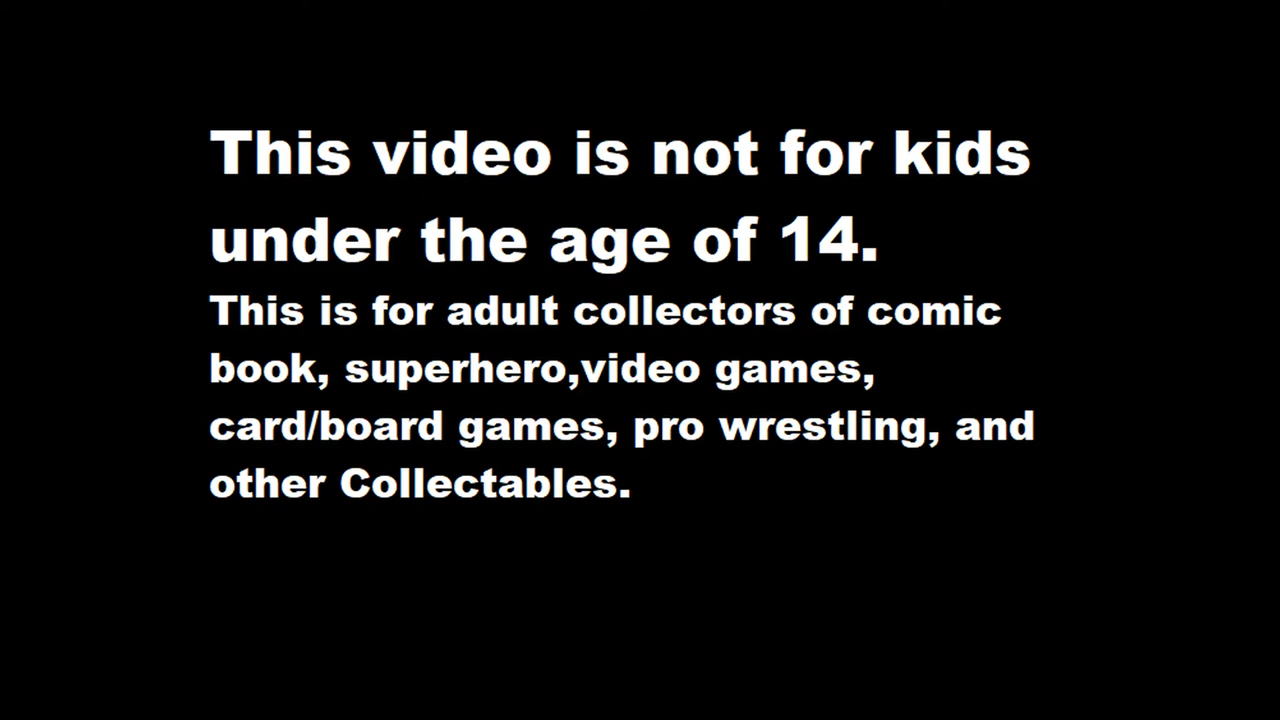 This video is not for kids
under the age of 14.
This is for adult collectors of comic
book, superhero,video games,
card/board games, pro wrestling, and
other Collectables.